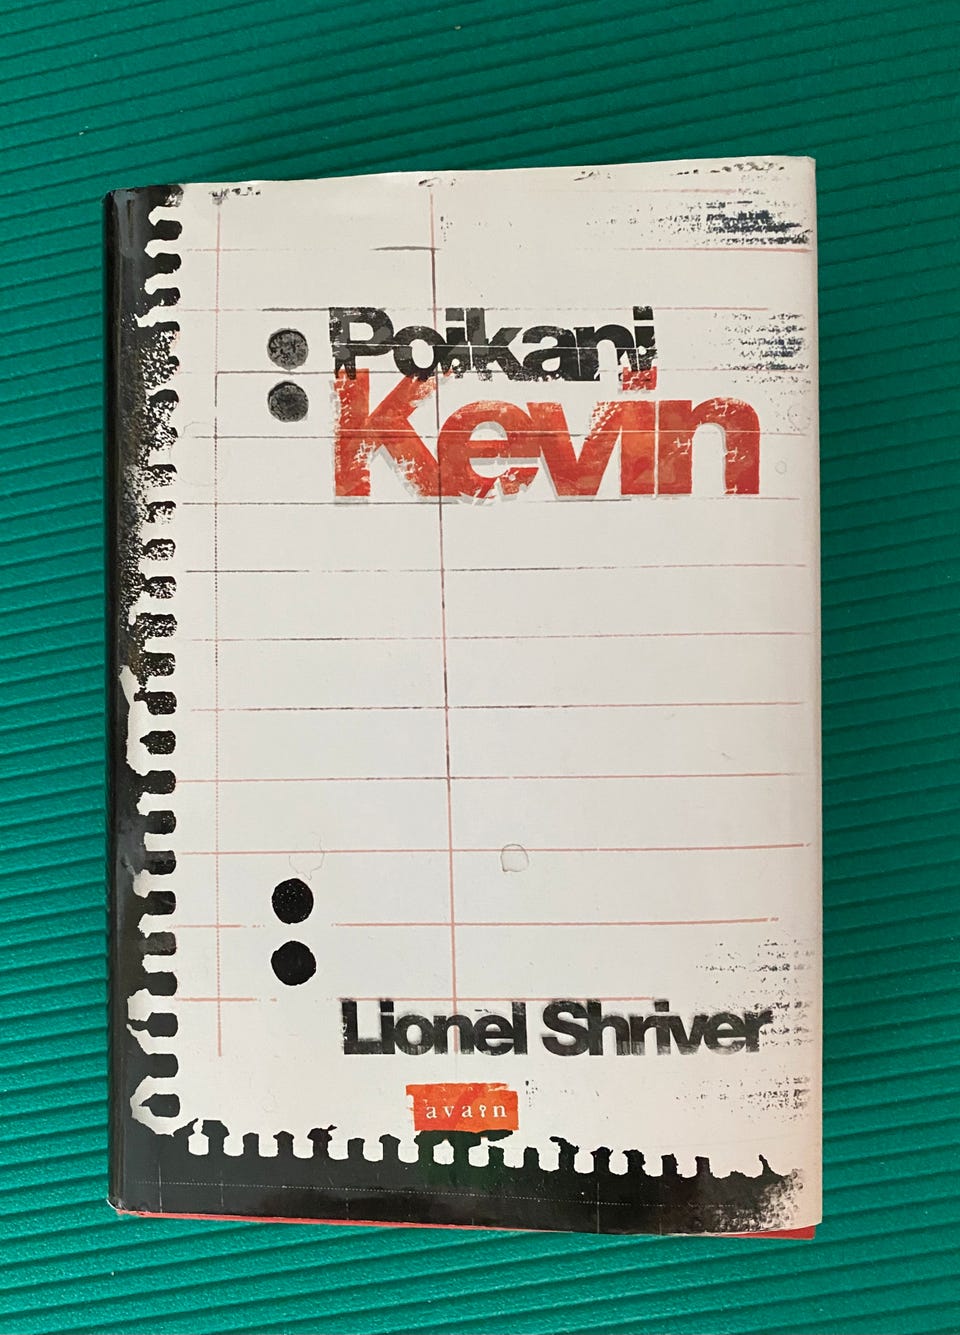 Poikani
Kevin
Lionel Shriver
avain